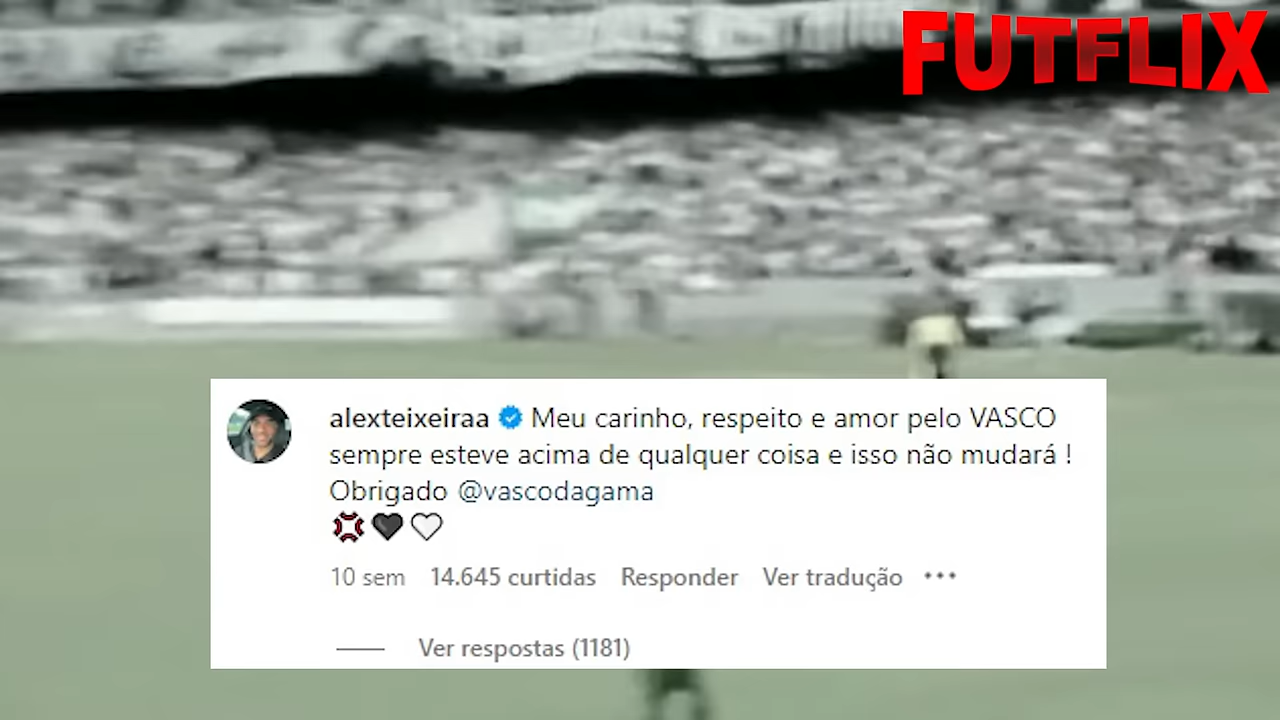 FUTFLIX
alexteixeiraa Meu carinho, respeito e amor pelo VASCO
sempre esteve acima de qualquer coisa e isso não mudará !
Obrigado @vascodagama
💢🖤🤍
10 sem 14.645 curtidas Responder Ver tradução •••
Ver respostas (1181)